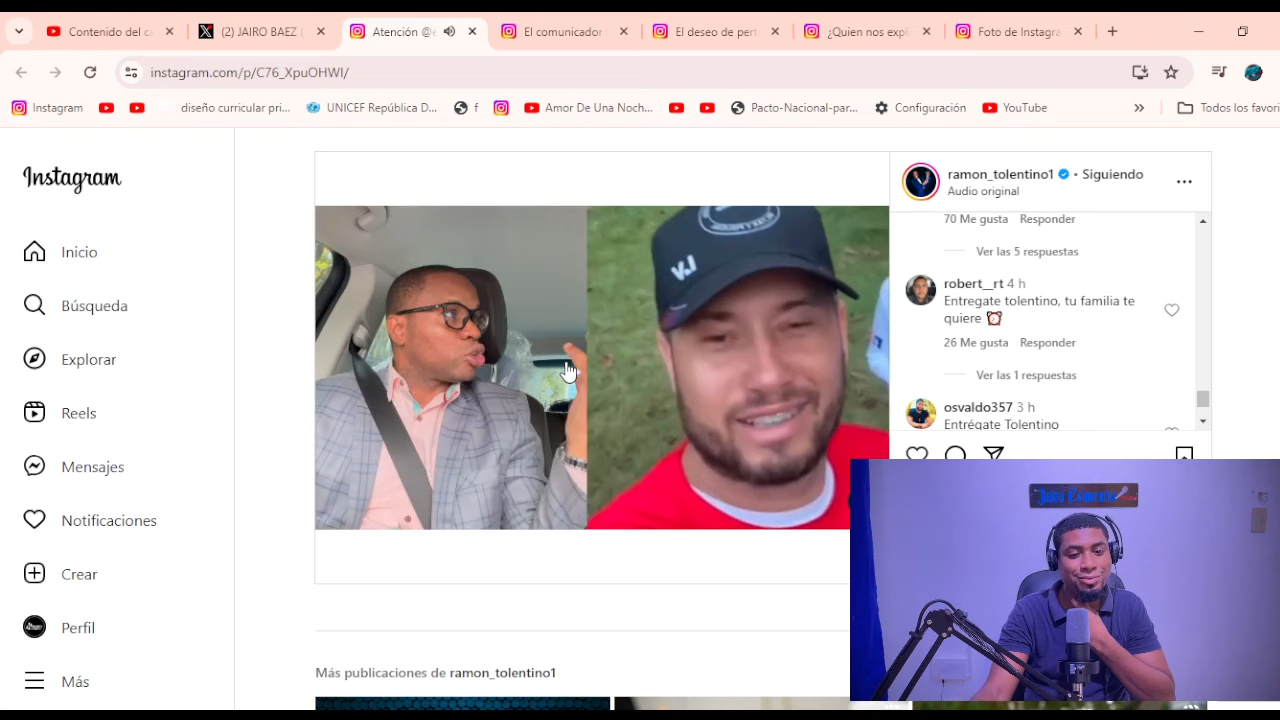 Contenido del c
(2) JAIRO BAEZ (
Atención @e
El comunicador
El deseo de per
¿Quien nos expl
Foto de Instagra
instagram.com/p/C76_XpuOHWI/
Instagram
diseño curricular pri...
UNICEF República D...
f
Amor De Una Noch...
Pacto-Nacional-par...
Configuración
YouTube
»
Todos los favori
Instagram
Inicio
Búsqueda
Explorar
Reels
Mensajes
Notificaciones
Crear
Perfil
Más
V.I
ramon_tolentino1 • Siguiendo
Audio original
70 Me gusta Responder
Ver las 5 respuestas
robert__rt 4 h
Entregate tolentino, tu familia te
quiere ⏰
26 Me gusta Responder
Ver las 1 respuestas
osvaldo357 3 h
Entrégate Tolentino
Jairo Comenta
Más publicaciones de ramon_tolentino1